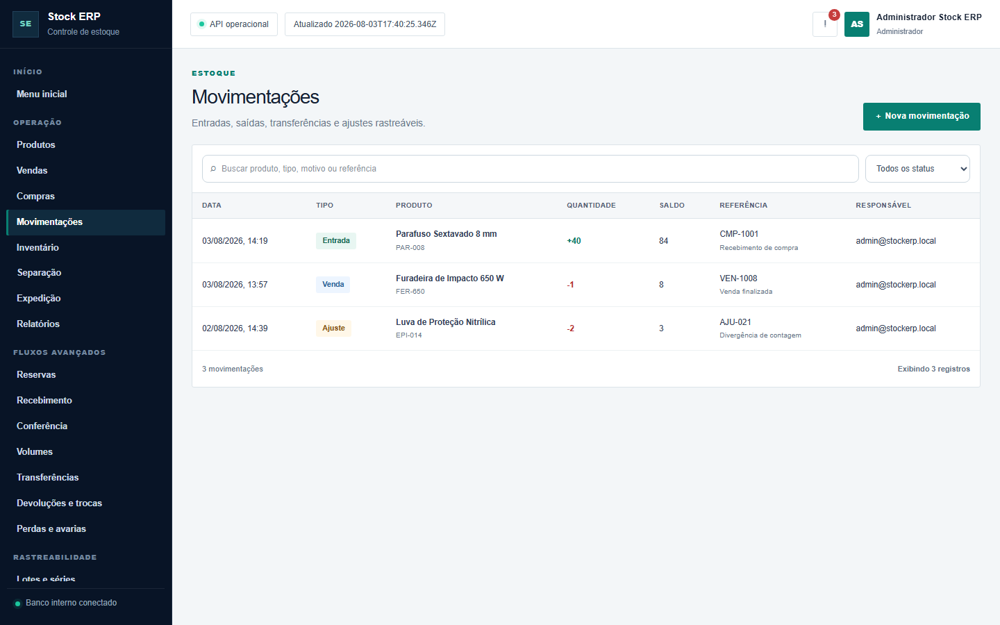 SE
Stock ERP
Controle de estoque
INÍCIO
Menu inicial
OPERAÇÃO
Produtos
Vendas
Compras
Movimentações
Inventário
Separação
Expedição
Relatórios
FLUXOS AVANÇADOS
Reservas
Recebimento
Conferência
Volumes
Transferências
Devoluções e trocas
Perdas e avarias
RASTREABILIDADE
Lotes e séries
Banco interno conectado
API operacional
Atualizado 2026-08-03T17:40:25.346Z
!
3
AS
Administrador Stock ERP
Administrador
ESTOQUE
Movimentações
Entradas, saídas, transferências e ajustes rastreáveis.
+ Nova movimentação
Buscar produto, tipo, motivo ou referência
Todos os status
DATA TIPO PRODUTO QUANTIDADE SALDO REFERÊNCIA RESPONSÁVEL
03/08/2026, 14:19 Entrada Parafuso Sextavado 8 mm +40 84 CMP-1001 admin@stockerp.local
PAR-008 Recebimento de compra
03/08/2026, 13:57 Venda Furadeira de Impacto 650 W -1 8 VEN-1008 admin@stockerp.local
FER-650 Venda finalizada
02/08/2026, 14:39 Ajuste Luva de Proteção Nitrílica -2 3 AJU-021 admin@stockerp.local
EPI-014 Divergência de contagem
3 movimentações
Exibindo 3 registros